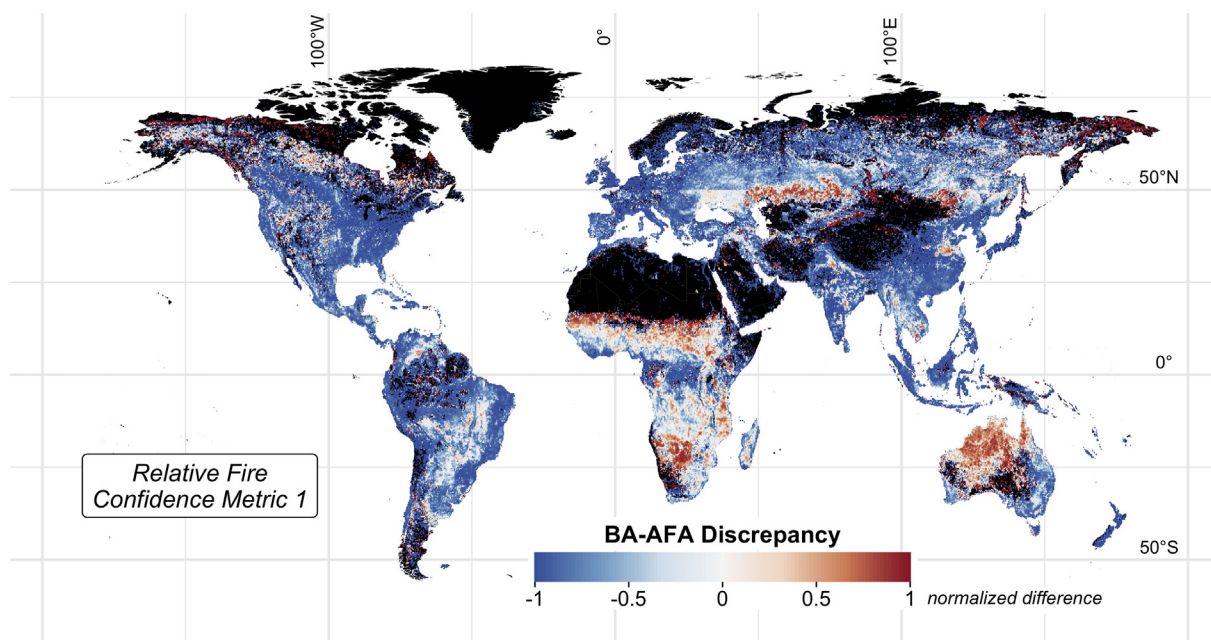 100°W
0°
100°E
50°N
0°
50°S
Relative Fire
Confidence Metric 1
BA-AFA Discrepancy
-1 -0.5 0 0.5 1 normalized difference